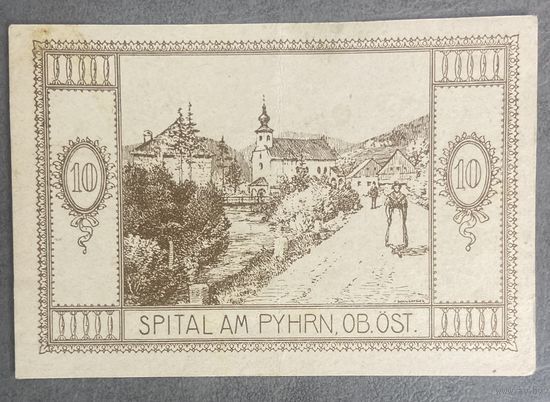 10 10
SPITAL AM PYHRN, OB. ÖST.